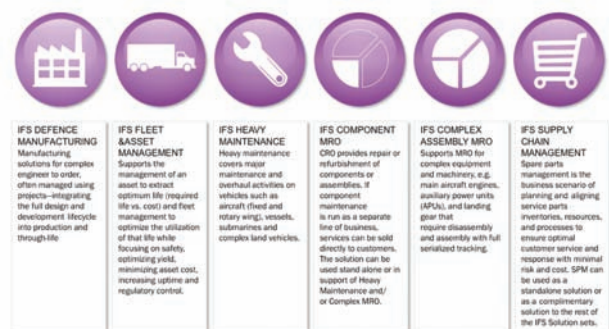 IFS DEFENCE
MANUFACTURING
Manufacturing
solutions for complex
engineer to order,
often managed using
projects—integrating
the full design and
development lifecycle
into production and
through-life
IFS FLEET
&ASSET
MANAGEMENT
Supports the
management of an
asset to extract
optimum life (required
life vs. cost) and fleet
management to
optimize the utilization
of that life while
focusing on safety,
optimizing yield,
minimizing asset cost,
increasing uptime and
regulatory control.
IFS HEAVY
MAINTENANCE
Heavy maintenance
covers major
maintenance and
overhaul activities on
vehicles such as
aircraft (fixed and
rotary wing), vessels,
submarines and
complex land vehicles.
IFS COMPONENT
MRO
CRO provides repair or
refurbishment of
components or
assemblies. If
component
maintenance
is run as a separate
line of business,
services can be sold
directly to customers.
The solution can be
used stand alone or in
support of Heavy
Maintenance and/
or Complex MRO.
IFS COMPLEX
ASSEMBLY MRO
Supports MRO for
complex equipment
and machinery, e.g.
main aircraft engines,
auxiliary power units
(APUs), and landing
gear that
require disassembly
and assembly with full
serialized tracking.
IFS SUPPLY
CHAIN
MANAGEMENT
Spare parts
management is the
business scenario of
planning and aligning
service parts
inventories, resources,
and processes to
ensure optimal
customer service and
response with minimal
risk and cost. SPM can
be used as a
standalone solution or
as a complimentary
solution to the rest of
the IFS Solution sets.